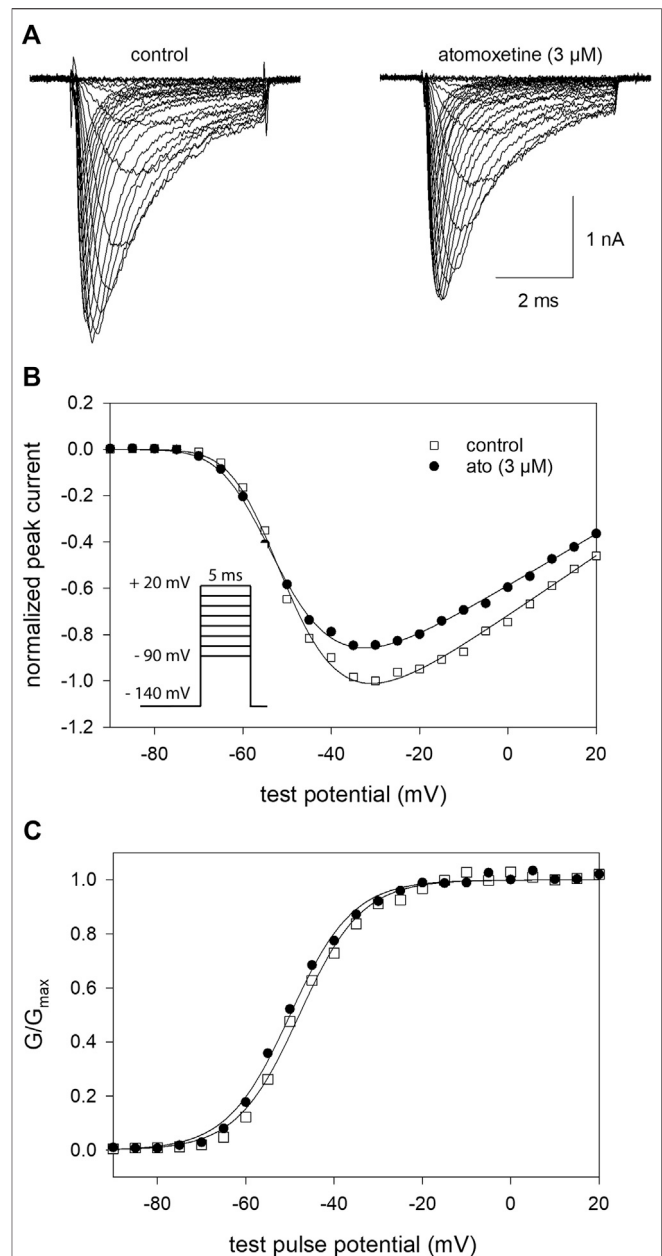 A
control
atomoxetine (3 µM)
1 nA
2 ms
B
normalized peak current
0.2
0.0
-0.2
-0.4
-0.6
-0.8
-1.0
-1.2
control
ato (3 µM)
+ 20 mV
5 ms
- 90 mV
- 140 mV
-80 -60 -40 -20 0 20
test potential (mV)
C
G/Gmax
1.0
0.8
0.6
0.4
0.2
0.0
-80 -60 -40 -20 0 20
test pulse potential (mV)